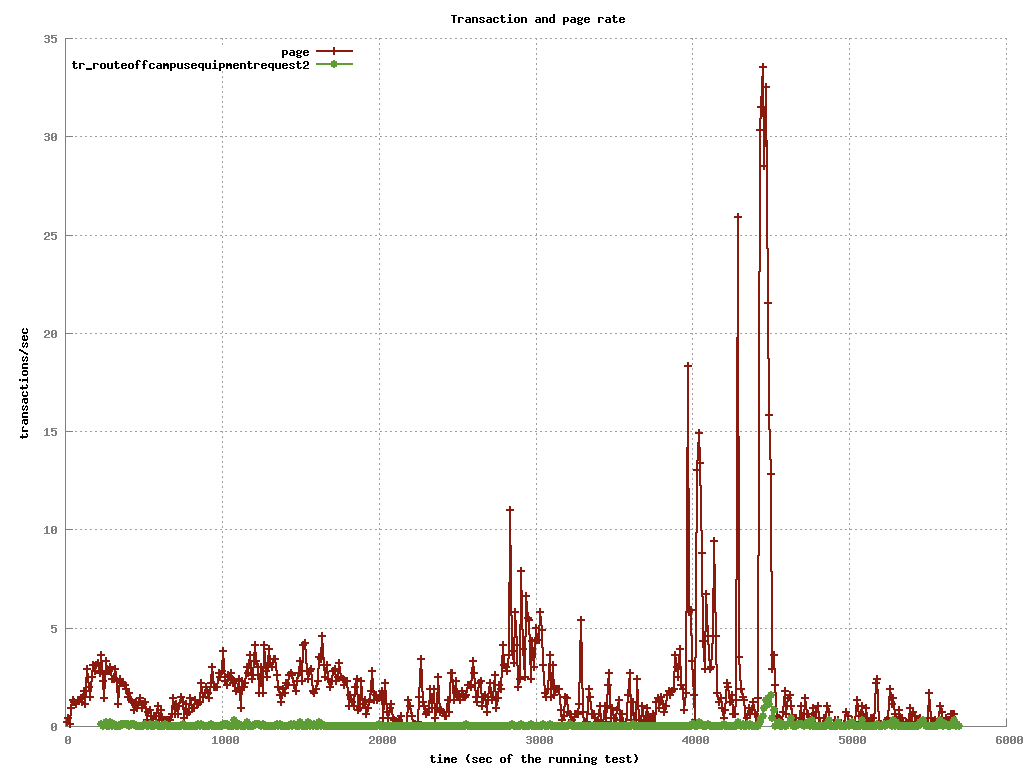 Transaction and page rate
page
tr_routeoffcampusequipmentrequest2
transactions/sec
35
30
25
20
15
10
5
0
0 1000 2000 3000 4000 5000 6000
time (sec of the running test)